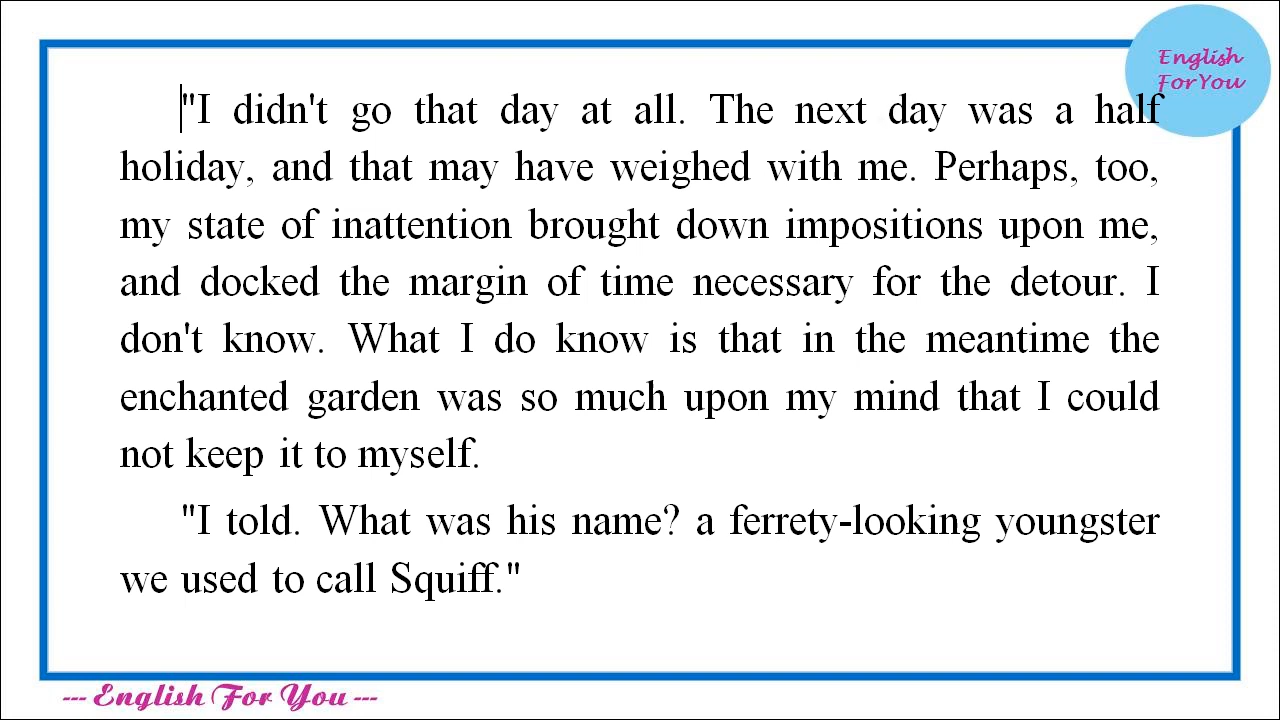 English
ForYou
"I didn't go that day at all. The next day was a half
holiday, and that may have weighed with me. Perhaps, too,
my state of inattention brought down impositions upon me,
and docked the margin of time necessary for the detour. I
don't know. What I do know is that in the meantime the
enchanted garden was so much upon my mind that I could
not keep it to myself.
"I told. What was his name? a ferrety-looking youngster
we used to call Squiff."
--- English For You ---